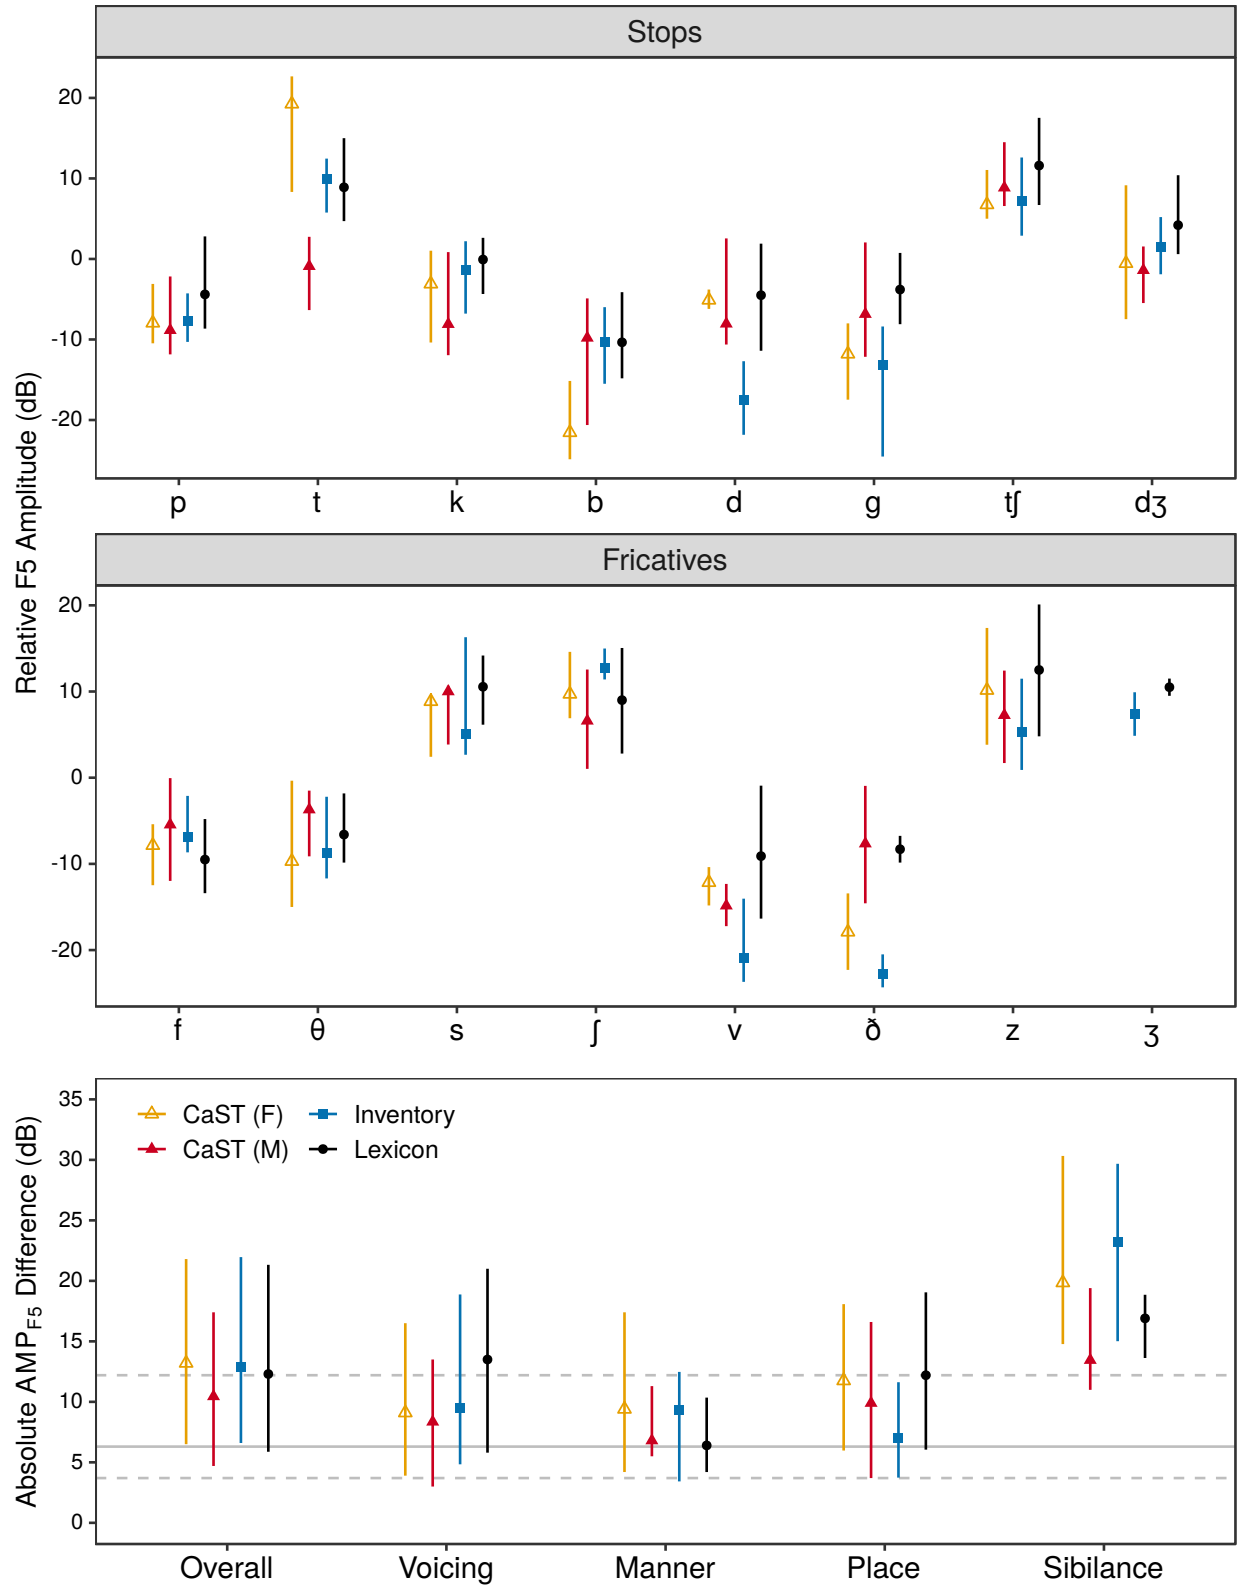 Stops
Relative F5 Amplitude (dB)
20
10
0
-10
-20
p t k b d g tʃ dʒ
Fricatives
20
10
0
-10
-20
f θ s ʃ v ð z ʒ
Absolute AMP_F5 Difference (dB)
35
30
25
20
15
10
5
0
CaST (F) Inventory
CaST (M) Lexicon
Overall Voicing Manner Place Sibilance